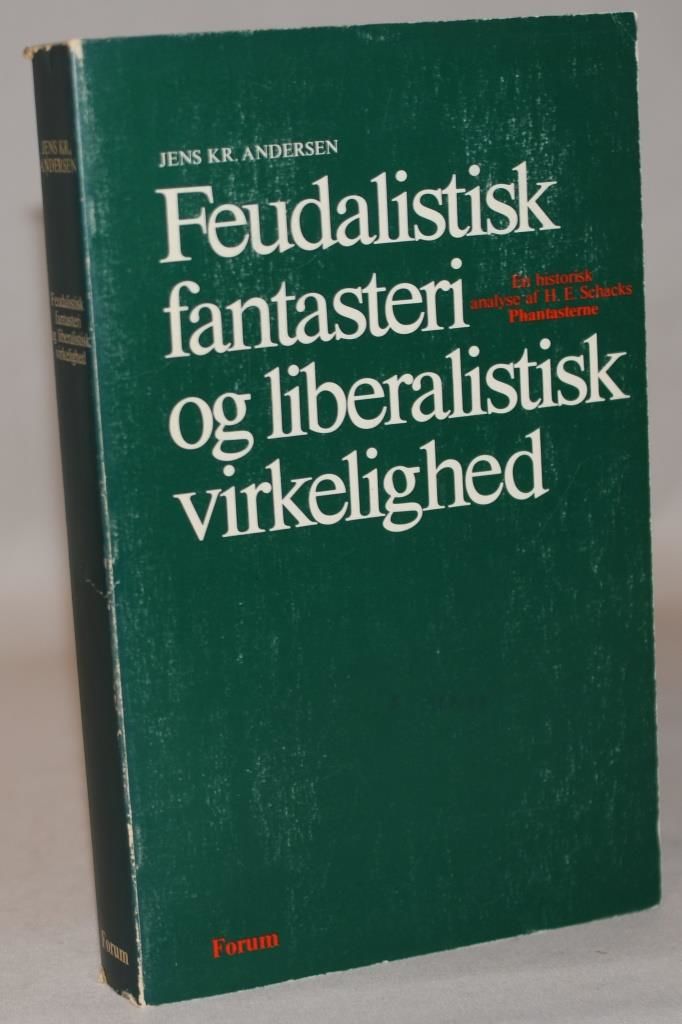 JENS KR.
ANDERSEN
Feudalistisk
fantasteri
og liberalistisk
virkelighed
Forum
JENS KR. ANDERSEN
Feudalistisk
fantasteri
En historisk
analyse af H. E. Schacks
Phantasterne
og liberalistisk
virkelighed
Forum